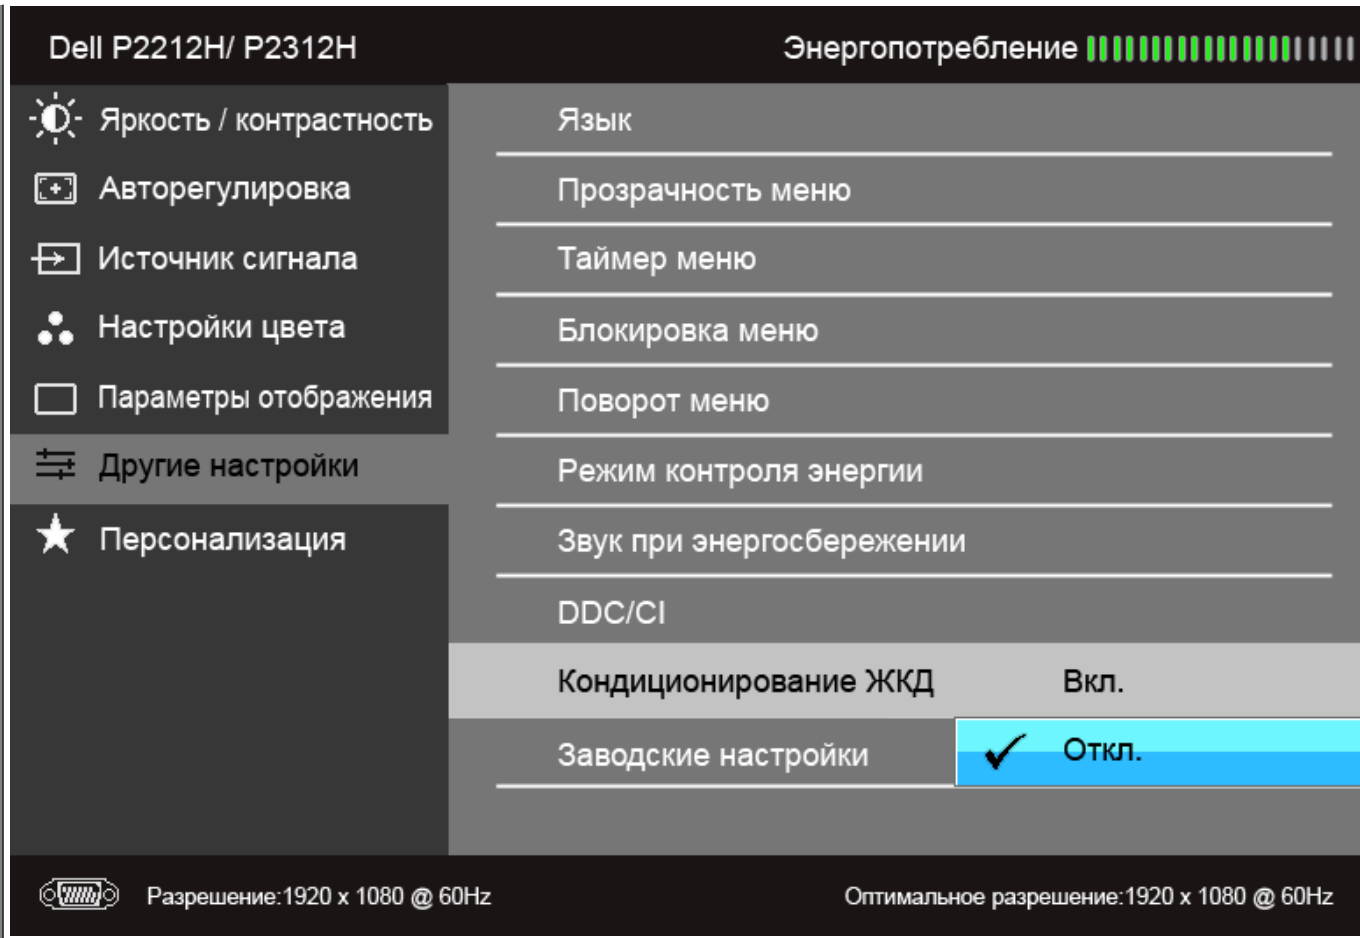 Dell P2212H/ P2312H
Энергопотребление
Яркость / контрастность
Авторегулировка
Источник сигнала
Настройки цвета
Параметры отображения
Другие настройки
Персонализация
Язык
Прозрачность меню
Таймер меню
Блокировка меню
Поворот меню
Режим контроля энергии
Звук при энергосбережении
DDC/CI
Кондиционирование ЖКД
Вкл.
Заводские настройки
Откл.
Разрешение:1920 x 1080 @ 60Hz
Оптимальное разрешение:1920 x 1080 @ 60Hz